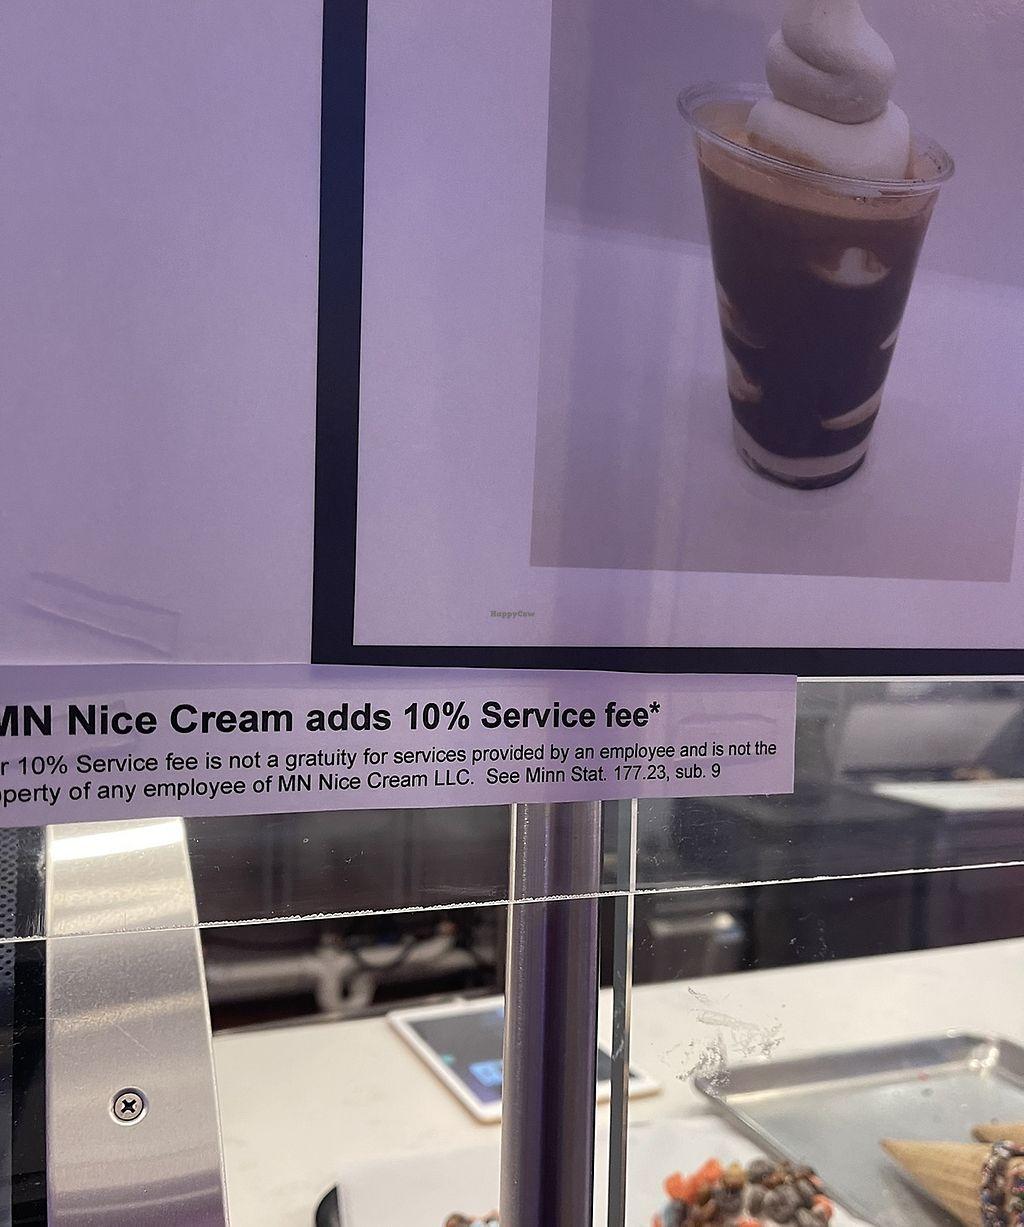 HappyCow
MN Nice Cream adds 10% Service fee*
r 10% Service fee is not a gratuity for services provided by an employee and is not the
perty of any employee of MN Nice Cream LLC. See Minn Stat. 177.23, sub. 9